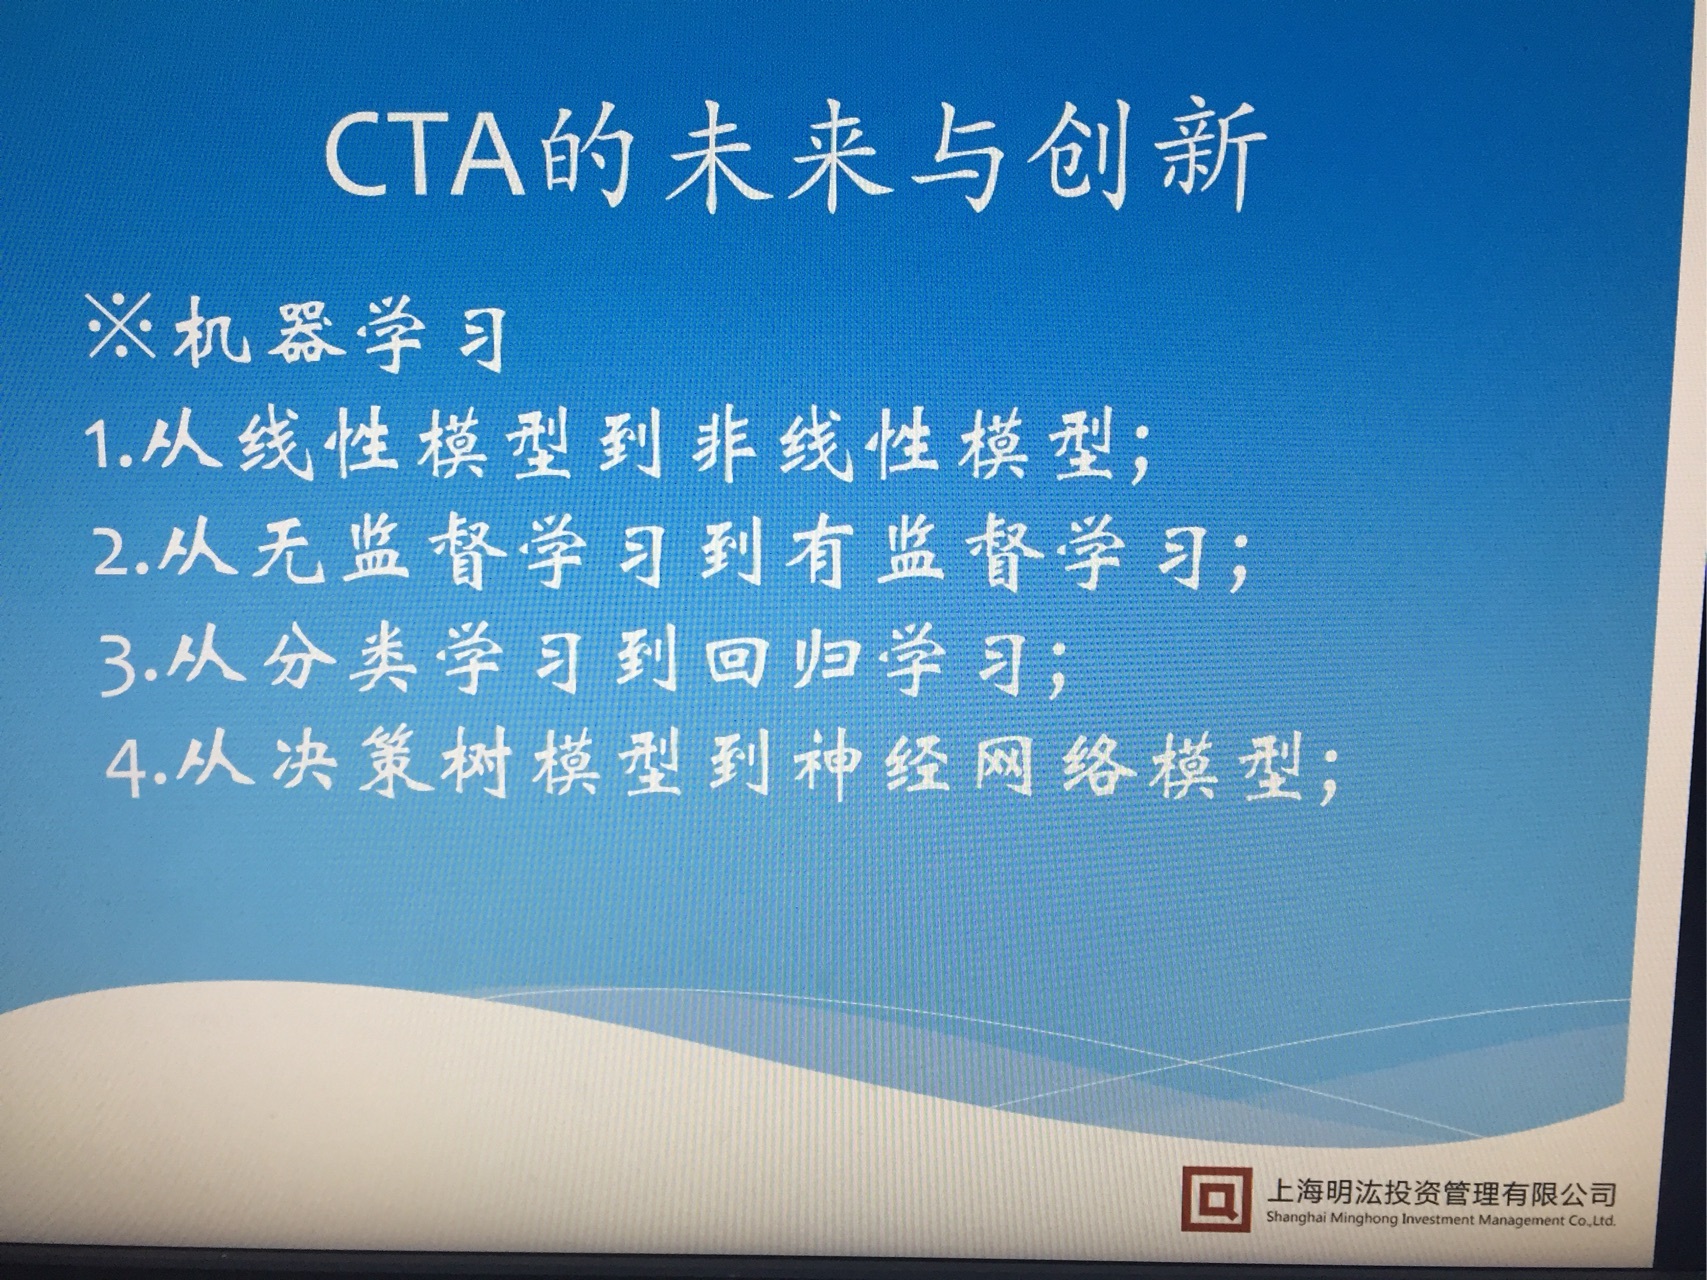 CTA的未来与创新
※机器学习
1.从线性模型到非线性模型；
2.从无监督学习到有监督学习；
3.从分类学习到回归学习；
4.从决策树模型到神经网络模型；
上海明汯投资管理有限公司
Shanghai Minghong Investment Management Co.,Ltd.